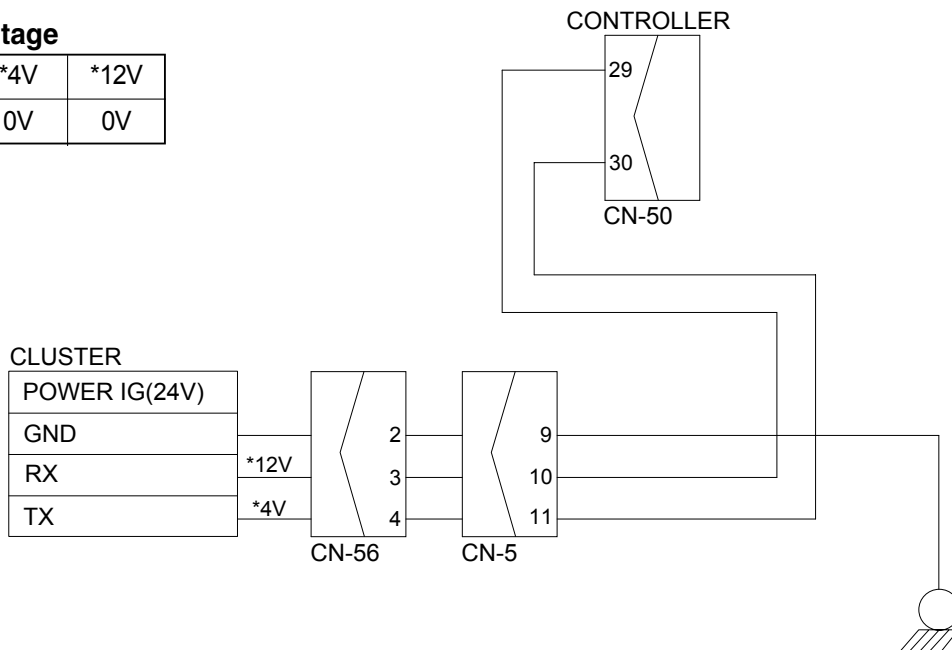 CONTROLLER
*4V *12V
0V 0V
29
30
CN-50
CLUSTER
POWER IG(24V)
GND
RX
TX
*12V
*4V
2
3
4
CN-56
9
10
11
CN-5